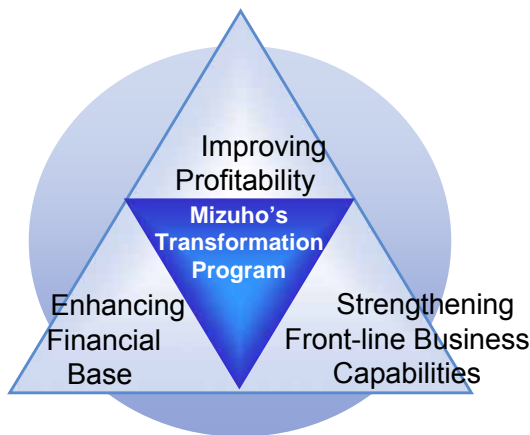 Improving
Profitability
Mizuho's
Transformation
Program
Enhancing
Financial
Base
Strengthening
Front-line Business
Capabilities